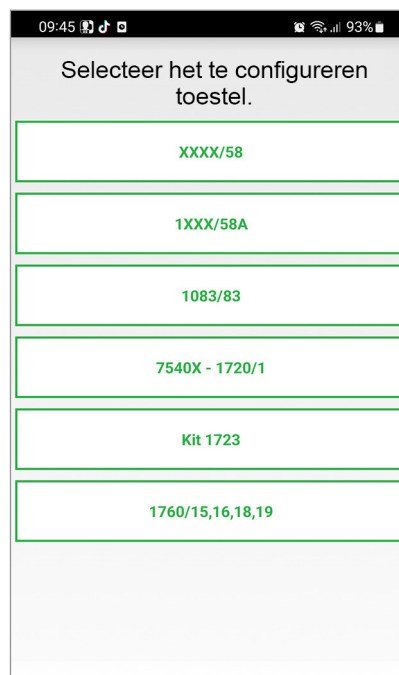 09:45 93%
Selecteer het te configureren
toestel.
XXXX/58
1XXX/58A
1083/83
7540X - 1720/1
Kit 1723
1760/15,16,18,19